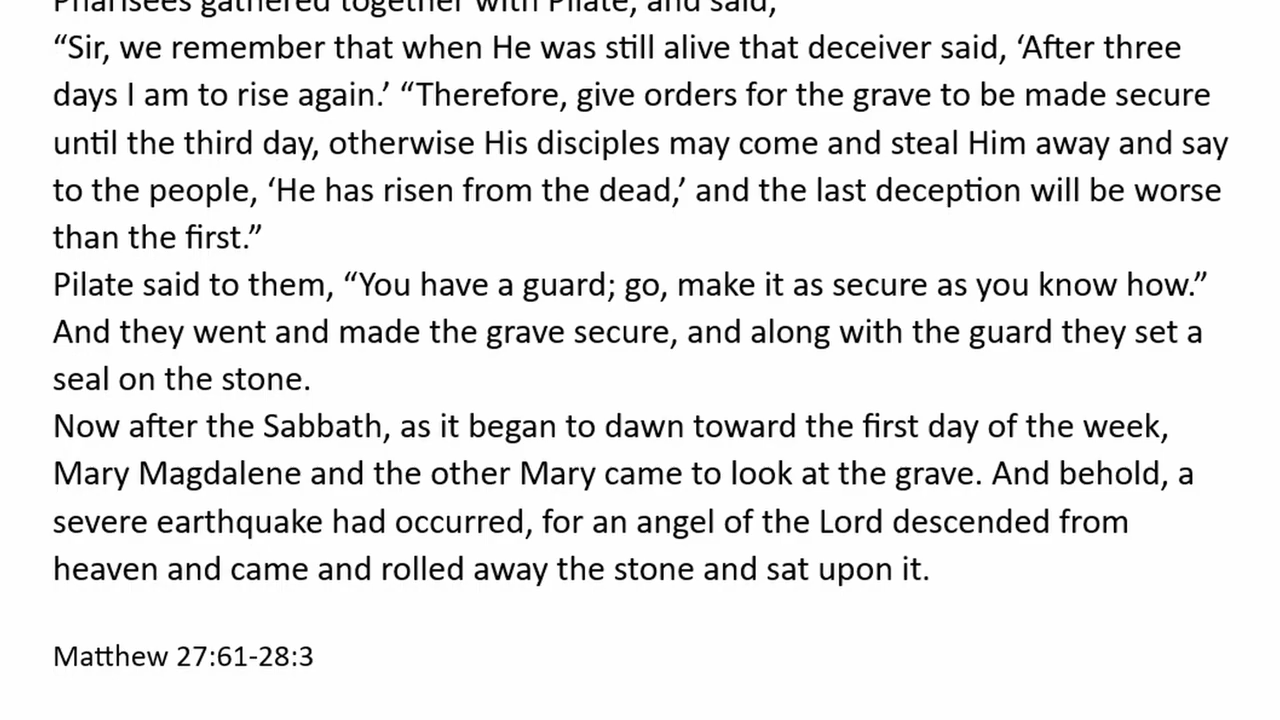 Pharisees gathered together with Pilate, and said,
“Sir, we remember that when He was still alive that deceiver said, ‘After three
days I am to rise again.’ “Therefore, give orders for the grave to be made secure
until the third day, otherwise His disciples may come and steal Him away and say
to the people, ‘He has risen from the dead,’ and the last deception will be worse
than the first.”
Pilate said to them, “You have a guard; go, make it as secure as you know how.”
And they went and made the grave secure, and along with the guard they set a
seal on the stone.
Now after the Sabbath, as it began to dawn toward the first day of the week,
Mary Magdalene and the other Mary came to look at the grave. And behold, a
severe earthquake had occurred, for an angel of the Lord descended from
heaven and came and rolled away the stone and sat upon it.
Matthew 27:61-28:3